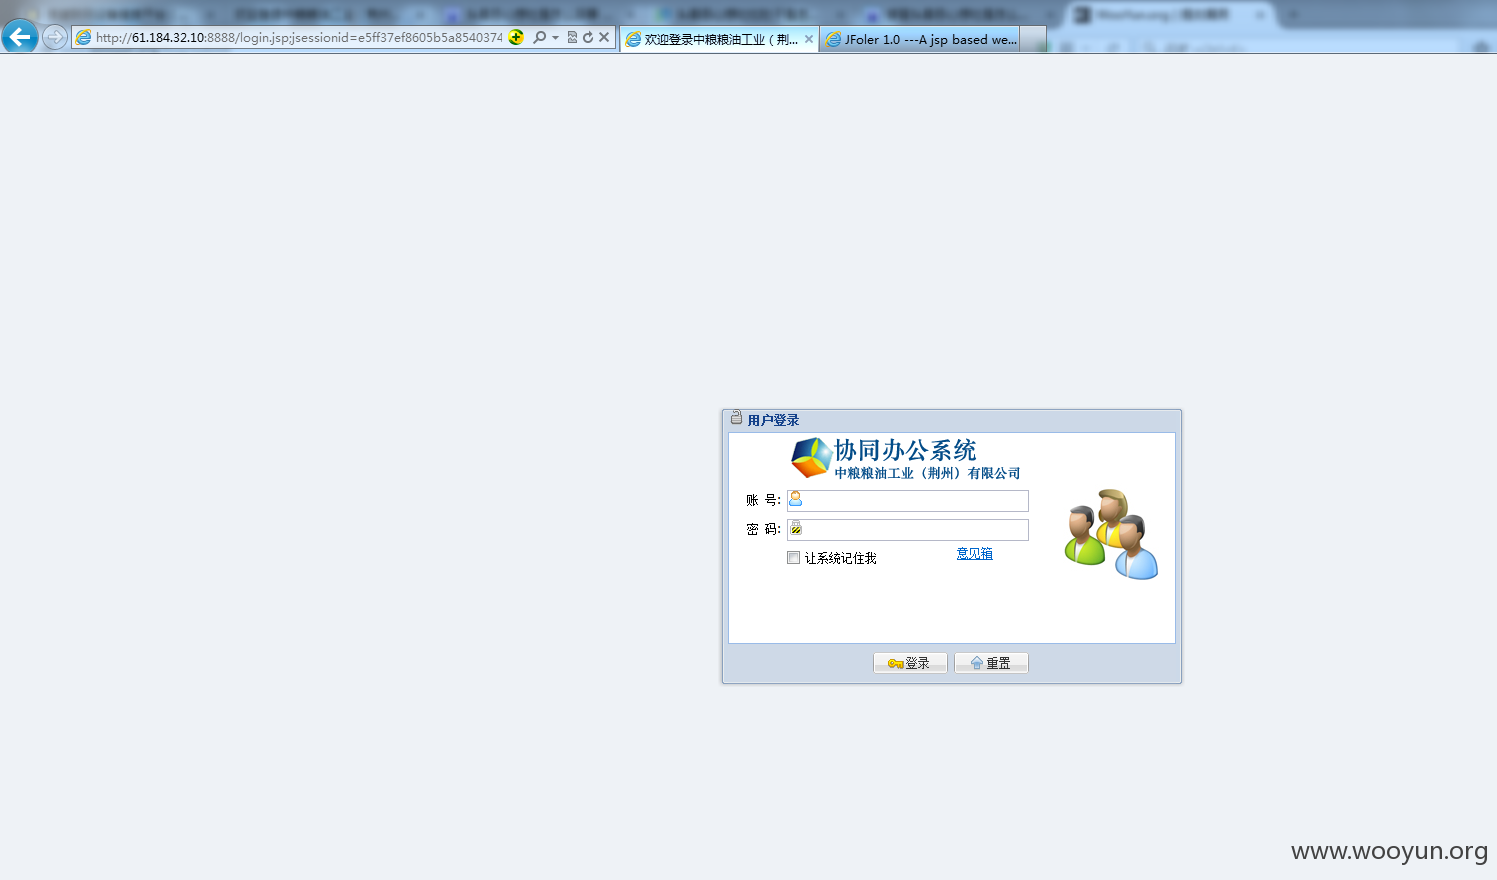 http://61.184.32.10:8888/login.jsp;jsessionid=e5ff37ef8605b5a8540374
欢迎登录中粮粮油工业（荆...
JFoler 1.0 ---A jsp based we...
用户登录
协同办公系统
中粮粮油工业（荆州）有限公司
账 号:
密 码:
让系统记住我
意见箱
登录
重置
www.wooyun.org